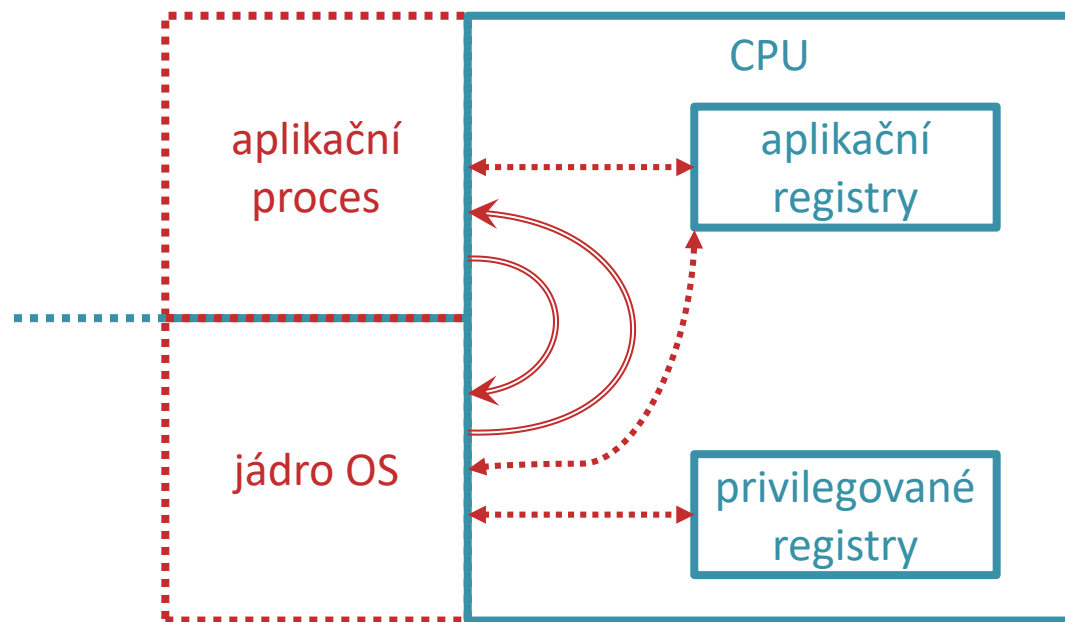 CPU
aplikační
proces
aplikační
registry
jádro OS
privilegované
registry